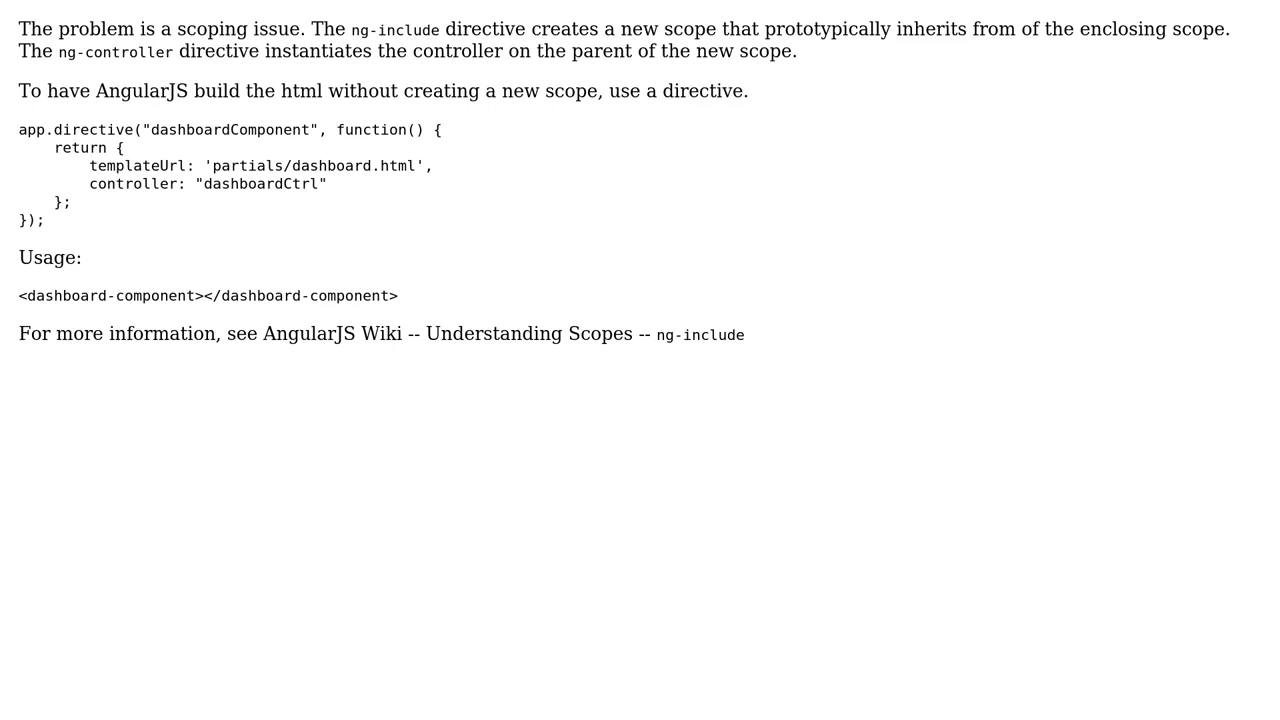 The problem is a scoping issue. The ng-include directive creates a new scope that prototypically inherits from of the enclosing scope.
The ng-controller directive instantiates the controller on the parent of the new scope.
To have AngularJS build the html without creating a new scope, use a directive.
app.directive("dashboardComponent", function() {
    return {
        templateUrl: 'partials/dashboard.html',
        controller: "dashboardCtrl"
    };
});
Usage:
<dashboard-component></dashboard-component>
For more information, see AngularJS Wiki -- Understanding Scopes -- ng-include